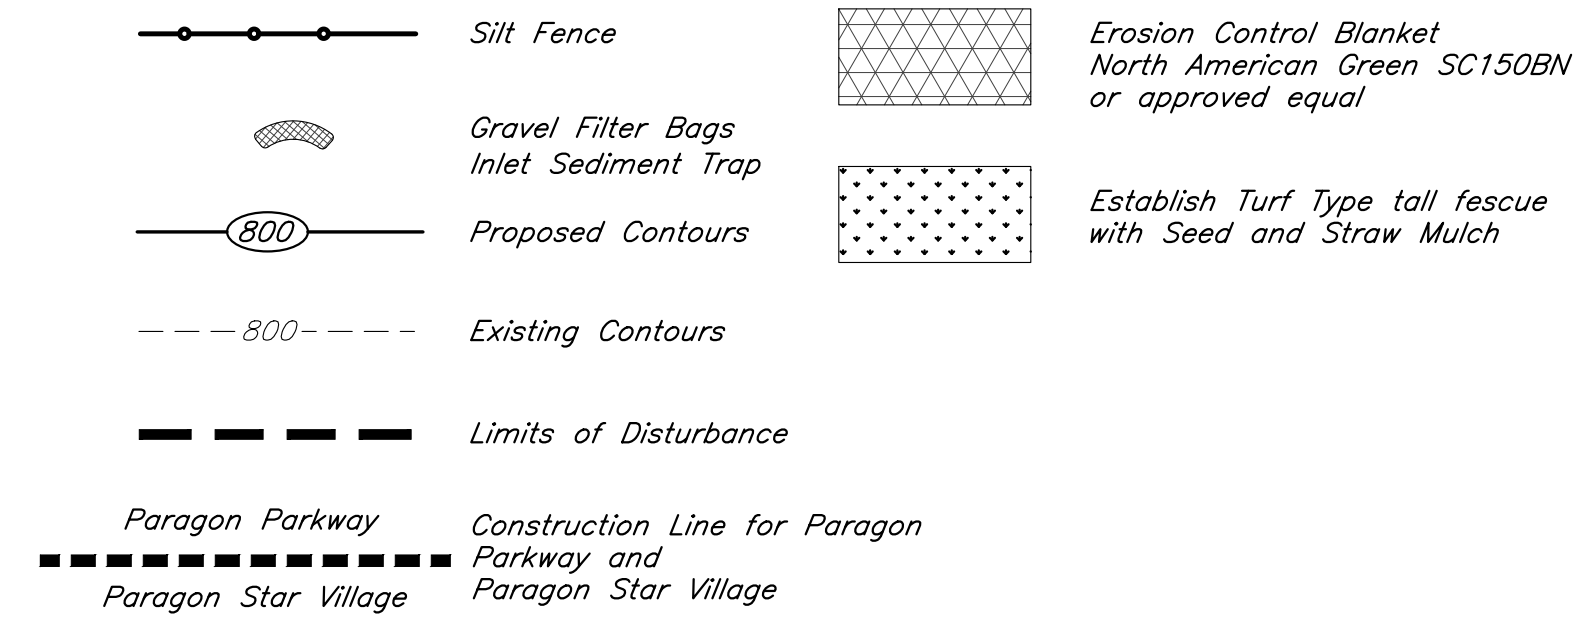 Silt Fence
Gravel Filter Bags
Inlet Sediment Trap
800
Proposed Contours
800
Existing Contours
Limits of Disturbance
Paragon Parkway
Paragon Star Village
Construction Line for Paragon
Parkway and
Paragon Star Village
Erosion Control Blanket
North American Green SC150BN
or approved equal
Establish Turf Type tall fescue
with Seed and Straw Mulch